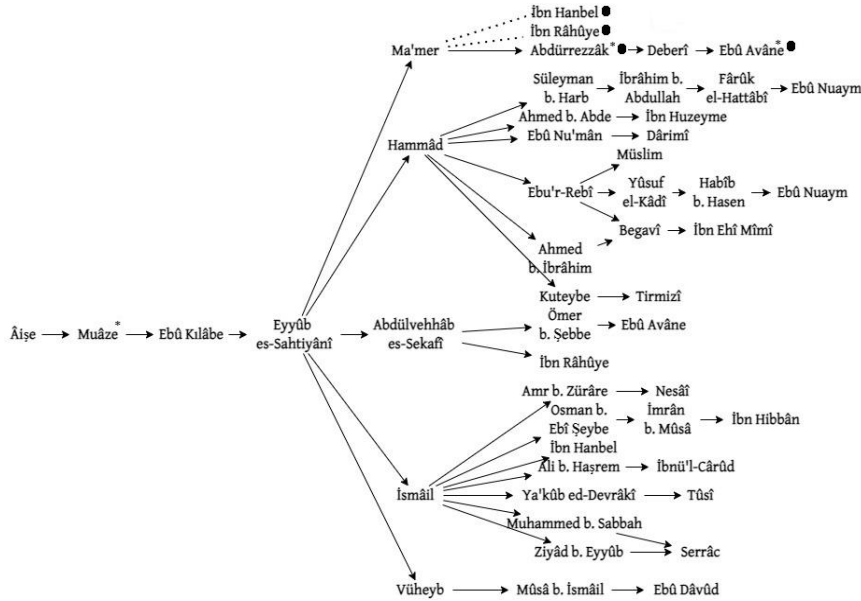 İbn Hanbel
İbn Râhûye
Ma'mer
Abdürrezzâk*
Deberî
Ebû Avâne*
Süleyman
b. Harb
İbrâhim b.
Abdullah
Fârûk
el-Hattâbî
Ebû Nuaym
Ahmed b. Abde
İbn Huzeyme
Hammâd
Ebû Nu'mân
Dârimî
Müslim
Ebu'r-Rebî
Yûsuf
el-Kâdî
Habîb
b. Hasen
Ebû Nuaym
Begavî
İbn Ehî Mîmî
Ahmed
b. İbrâhim
Kuteybe
Tirmizî
Âişe
Muâze*
Ebû Kılâbe
Eyyûb
es-Sahtiyânî
Abdülvehhâb
es-Sekafî
Ömer
b. Şebbe
Ebû Avâne
İbn Râhûye
Amr b. Zürâre
Nesâî
Osman b.
Ebî Şeybe
İmrân
b. Mûsâ
İbn Hibbân
İbn Hanbel
Ali b. Haşrem
İbnü'l-Cârûd
İsmâil
Ya'kûb ed-Devrâkî
Tûsî
Muhammed b. Sabbah
Ziyâd b. Eyyûb
Serrâc
Vüheyb
Mûsâ b. İsmâil
Ebû Dâvûd